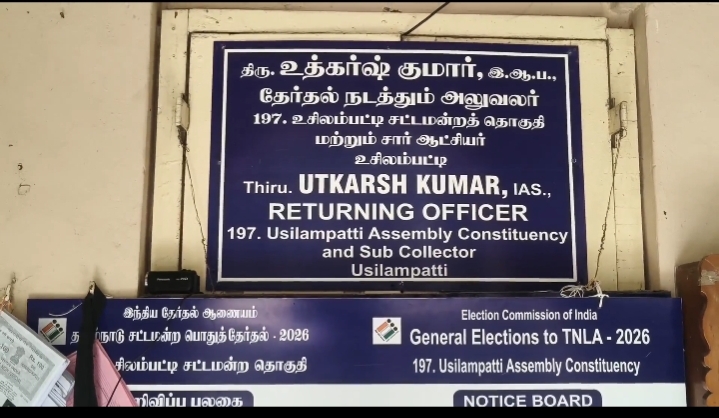 திரு. உத்கர்ஷ் குமார், இ.ஆ.ப.,
தேர்தல் நடத்தும் அலுவலர்
197. உசிலம்பட்டி சட்டமன்றத் தொகுதி
மற்றும் சார் ஆட்சியர்
உசிலம்பட்டி
Thiru. UTKARSH KUMAR, IAS.,
RETURNING OFFICER
197. Usilampatti Assembly Constituency
and Sub Collector
Usilampatti
இந்திய தேர்தல் ஆணையம்
சட்டமன்ற பொதுத்தேர்தல் - 2026
சட்டமன்ற தொகுதி
Election Commission of India
General Elections to TNLA - 2026
197. Usilampatti Assembly Constituency
பலகை
NOTICE BOARD